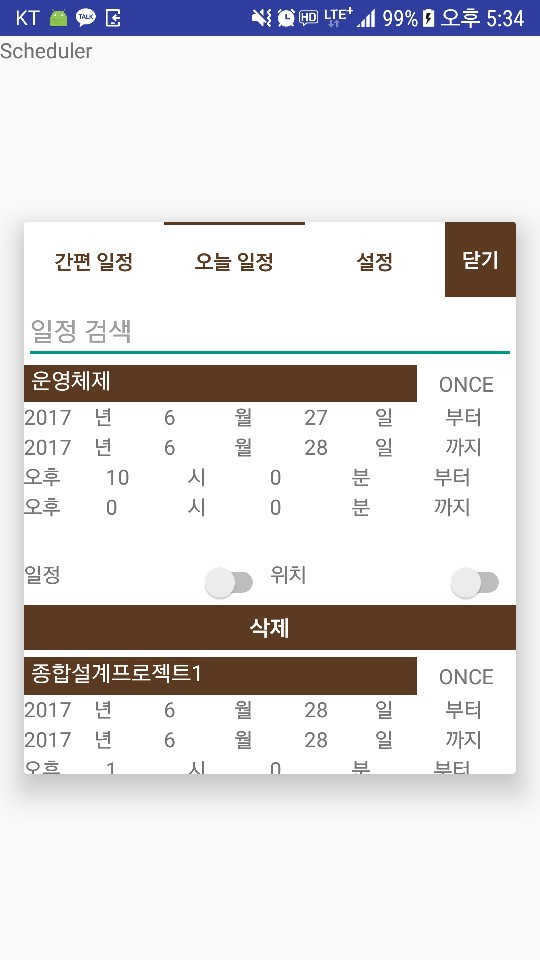 KT TALK HD LTE+ 99% 오후 5:34
Scheduler
간편 일정 오늘 일정 설정 닫기
일정 검색
운영체제 ONCE
2017 년 6 월 27 일 부터
2017 년 6 월 28 일 까지
오후 10 시 0 분 부터
오후 0 시 0 분 까지
일정 위치
삭제
종합설계프로젝트1 ONCE
2017 년 6 월 28 일 부터
2017 년 6 월 28 일 까지
오후 1 시 0 분 부터